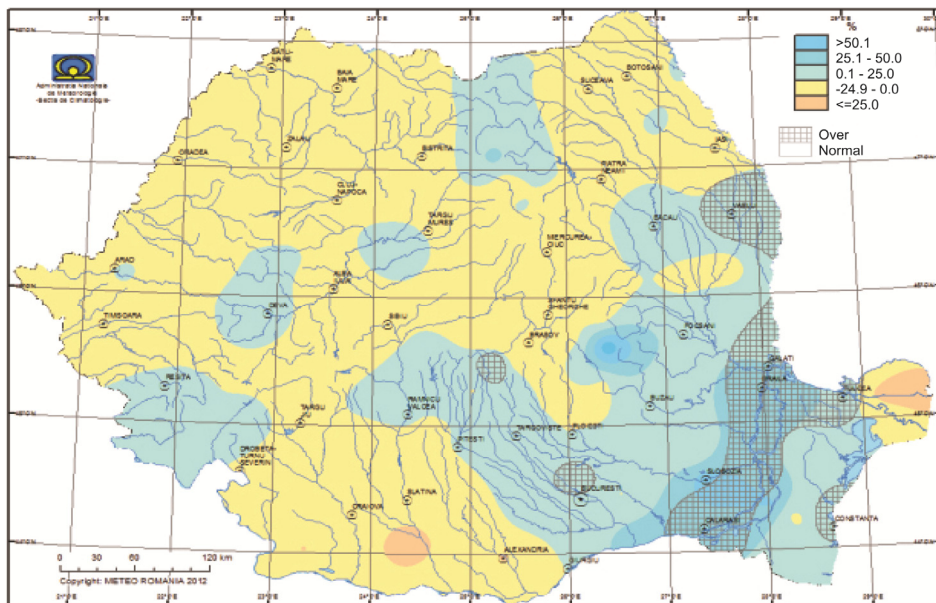 %
>50.1
25.1 - 50.0
0.1 - 25.0
-24.9 - 0.0
<=25.0
Over
Normal
Administratia Nationala
de Meteorologie
-Sectia de Climatologie-
SATU-
MARE
BAIA
MARE
SUCEAVA
BOTOSANI
ZALAU
ORADEA
BISTRITA
IASI
PIATRA
NEAMT
CLUJ-
NAPOCA
TARGU
MURES
BACAU
VASLUI
MIERCUREA-
CIUC
ARAD
ALBA
IULIA
DEVA
SFANTU
GHEORGHE
TIMISOARA
SIBIU
BRASOV
FOCSANI
GALATI
RESITA
BRAILA
TULCEA
TARGU
JIU
RAMNICU
VALCEA
BUZAU
PITESTI
TARGOVISTE
PLOIESTI
DROBETA-
TURNU
SEVERIN
SLOBOZIA
SLATINA
BUCURESTI
CRAIOVA
CALARASI
CONSTANTA
ALEXANDRIA
GIURGIU
0 30 60 120 km
Copyright: METEO ROMANIA 2012